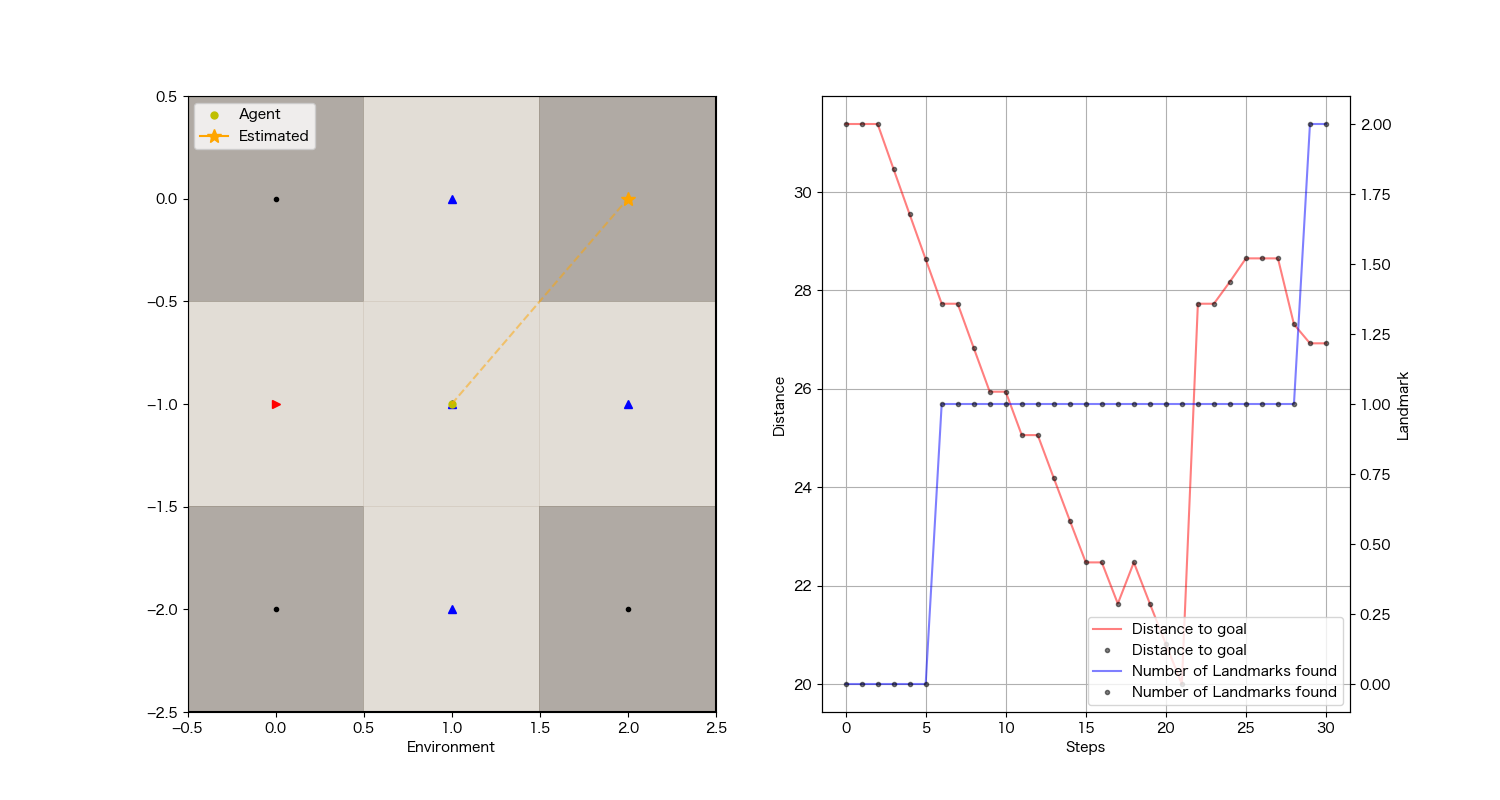 Agent
Estimated
0.5
0.0
−0.5
−1.0
−1.5
−2.0
−2.5
−0.5 0.0 0.5 1.0 1.5 2.0 2.5
Environment
Distance
30
28
26
24
22
20
0 5 10 15 20 25 30
Steps
Distance to goal
Distance to goal
Number of Landmarks found
Number of Landmarks found
2.00
1.75
1.50
1.25
1.00
0.75
0.50
0.25
0.00
Landmark